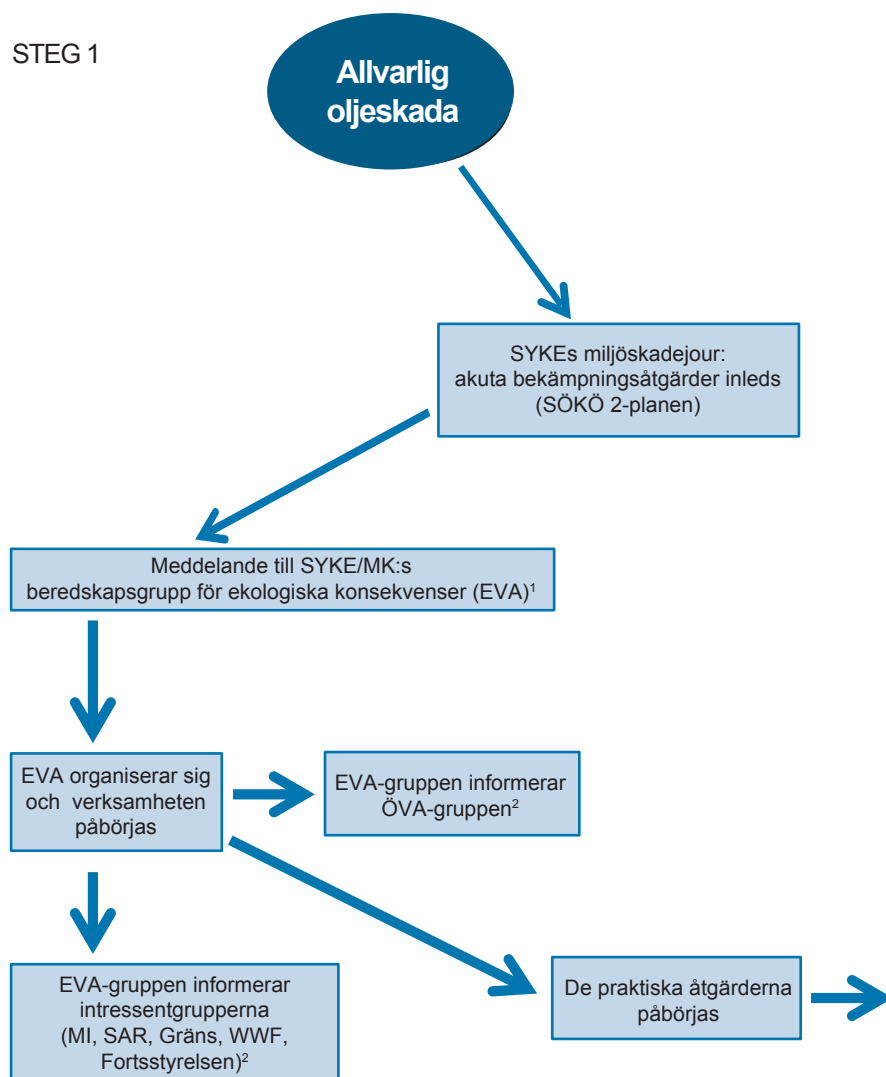 STEG 1
Allvarlig
oljeskada
SYKEs miljöskadejour:
akuta bekämpningsåtgärder inleds
(SÖKÖ 2-planen)
Meddelande till SYKE/MK:s
beredskapsgrupp för ekologiska konsekvenser (EVA)¹
EVA organiserar sig
och verksamheten
påbörjas
EVA-gruppen informerar
ÖVA-gruppen²
EVA-gruppen informerar
intressentgrupperna
(MI, SAR, Gräns, WWF,
Fortsstyrelsen)²
De praktiska åtgärderna
påbörjas